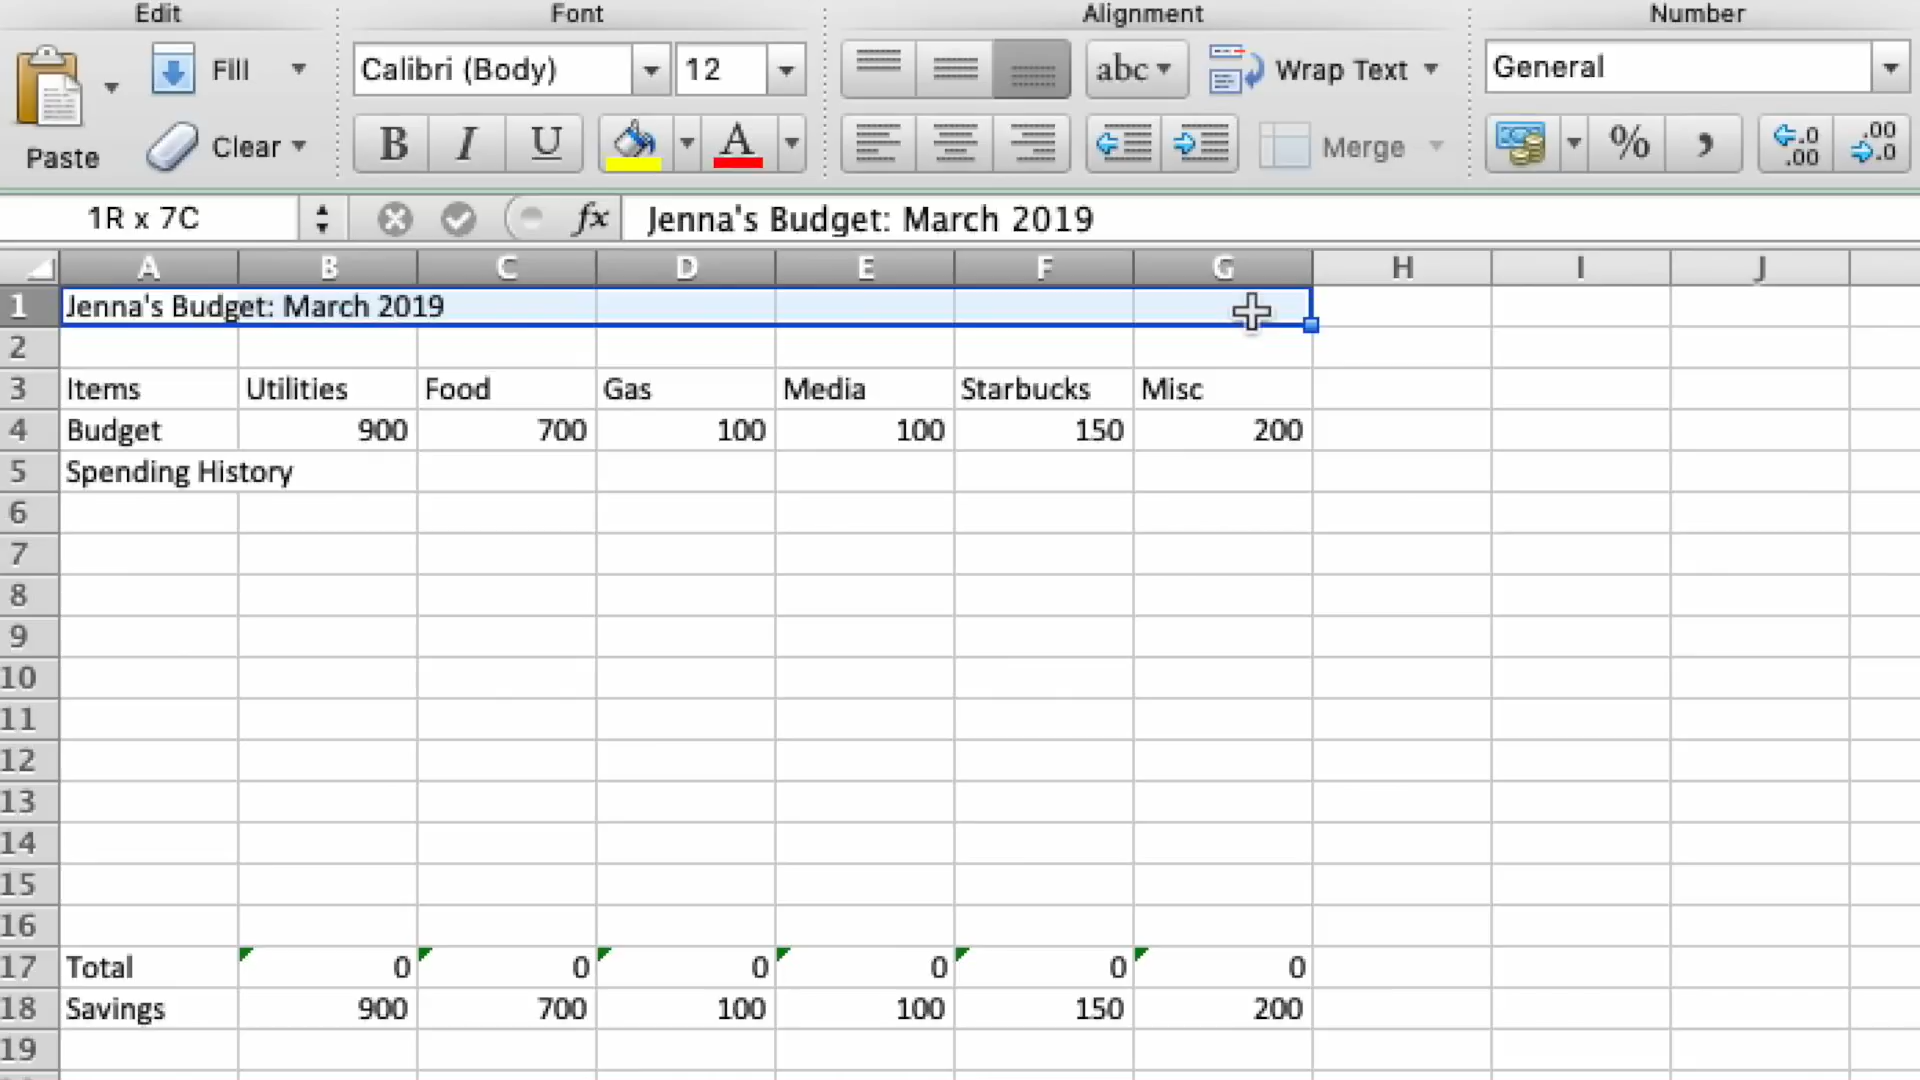 Edit Font Alignment Number
Fill Calibri (Body) 12 abc Wrap Text General
Paste Clear B I U A Merge % , .0 .00 .00 .0
1R x 7C fx Jenna's Budget: March 2019
A B C D E F G H I J
1 Jenna's Budget: March 2019
2
3 Items Utilities Food Gas Media Starbucks Misc
4 Budget 900 700 100 100 150 200
5 Spending History
6
7
8
9
10
11
12
13
14
15
16
17 Total 0 0 0 0 0 0
18 Savings 900 700 100 100 150 200
19